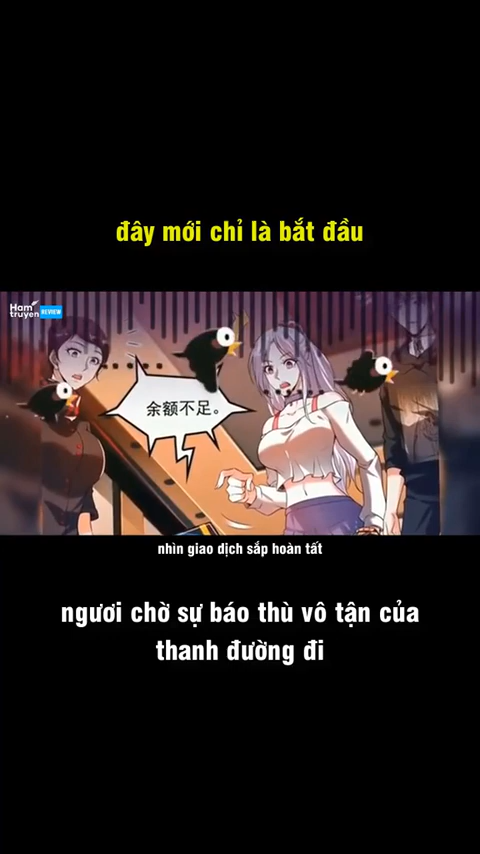 đây mới chỉ là bắt đầu
Ham
truyen REVIEW
余额不足。
nhìn giao dịch sắp hoàn tất
ngươi chờ sự báo thù vô tận của
thanh đường đi